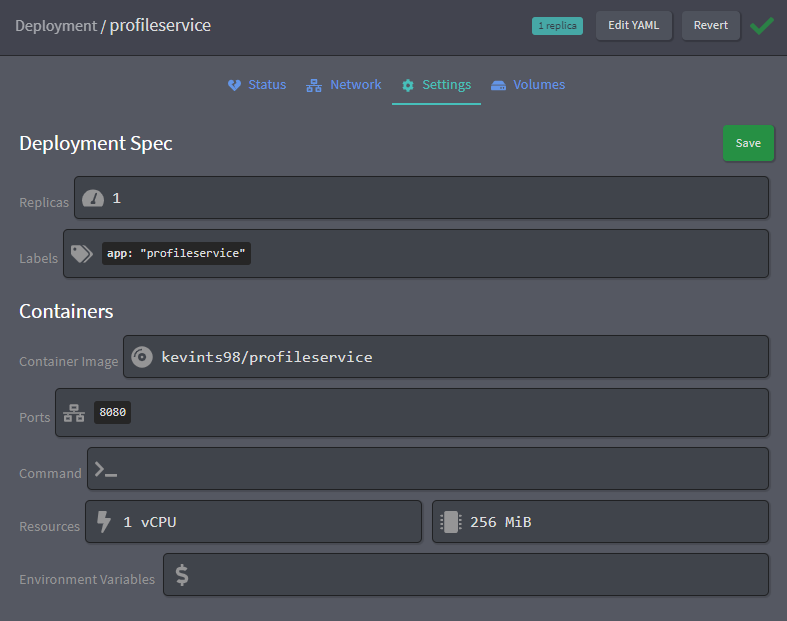 Deployment / profileservice
1 replica
Edit YAML
Revert
Status
Network
Settings
Volumes
Deployment Spec
Save
Replicas
1
Labels
app: "profileservice"
Containers
Container Image
kevints98/profileservice
Ports
8080
Command
Resources
1 vCPU
256 MiB
Environment Variables